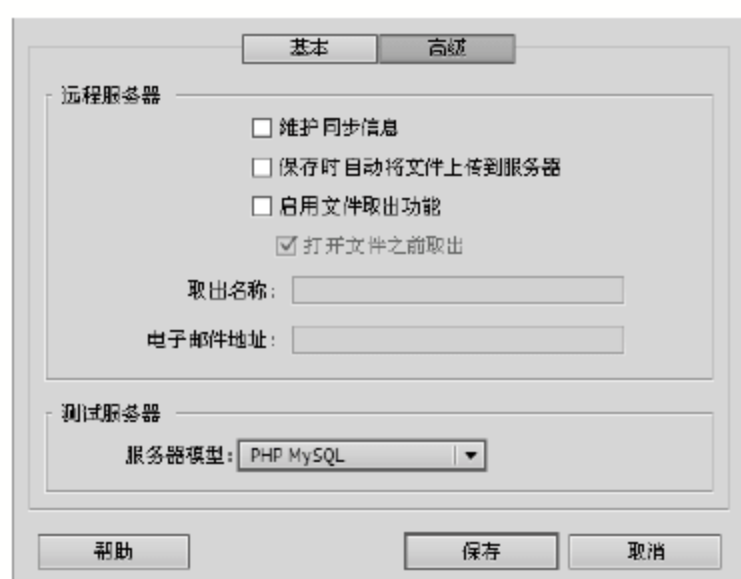 基本 高级
远程服务器
维护同步信息
保存时自动将文件上传到服务器
启用文件取出功能
打开文件之前取出
取出名称:
电子邮件地址:
测试服务器
服务器模型: PHP MySQL
帮助 保存 取消